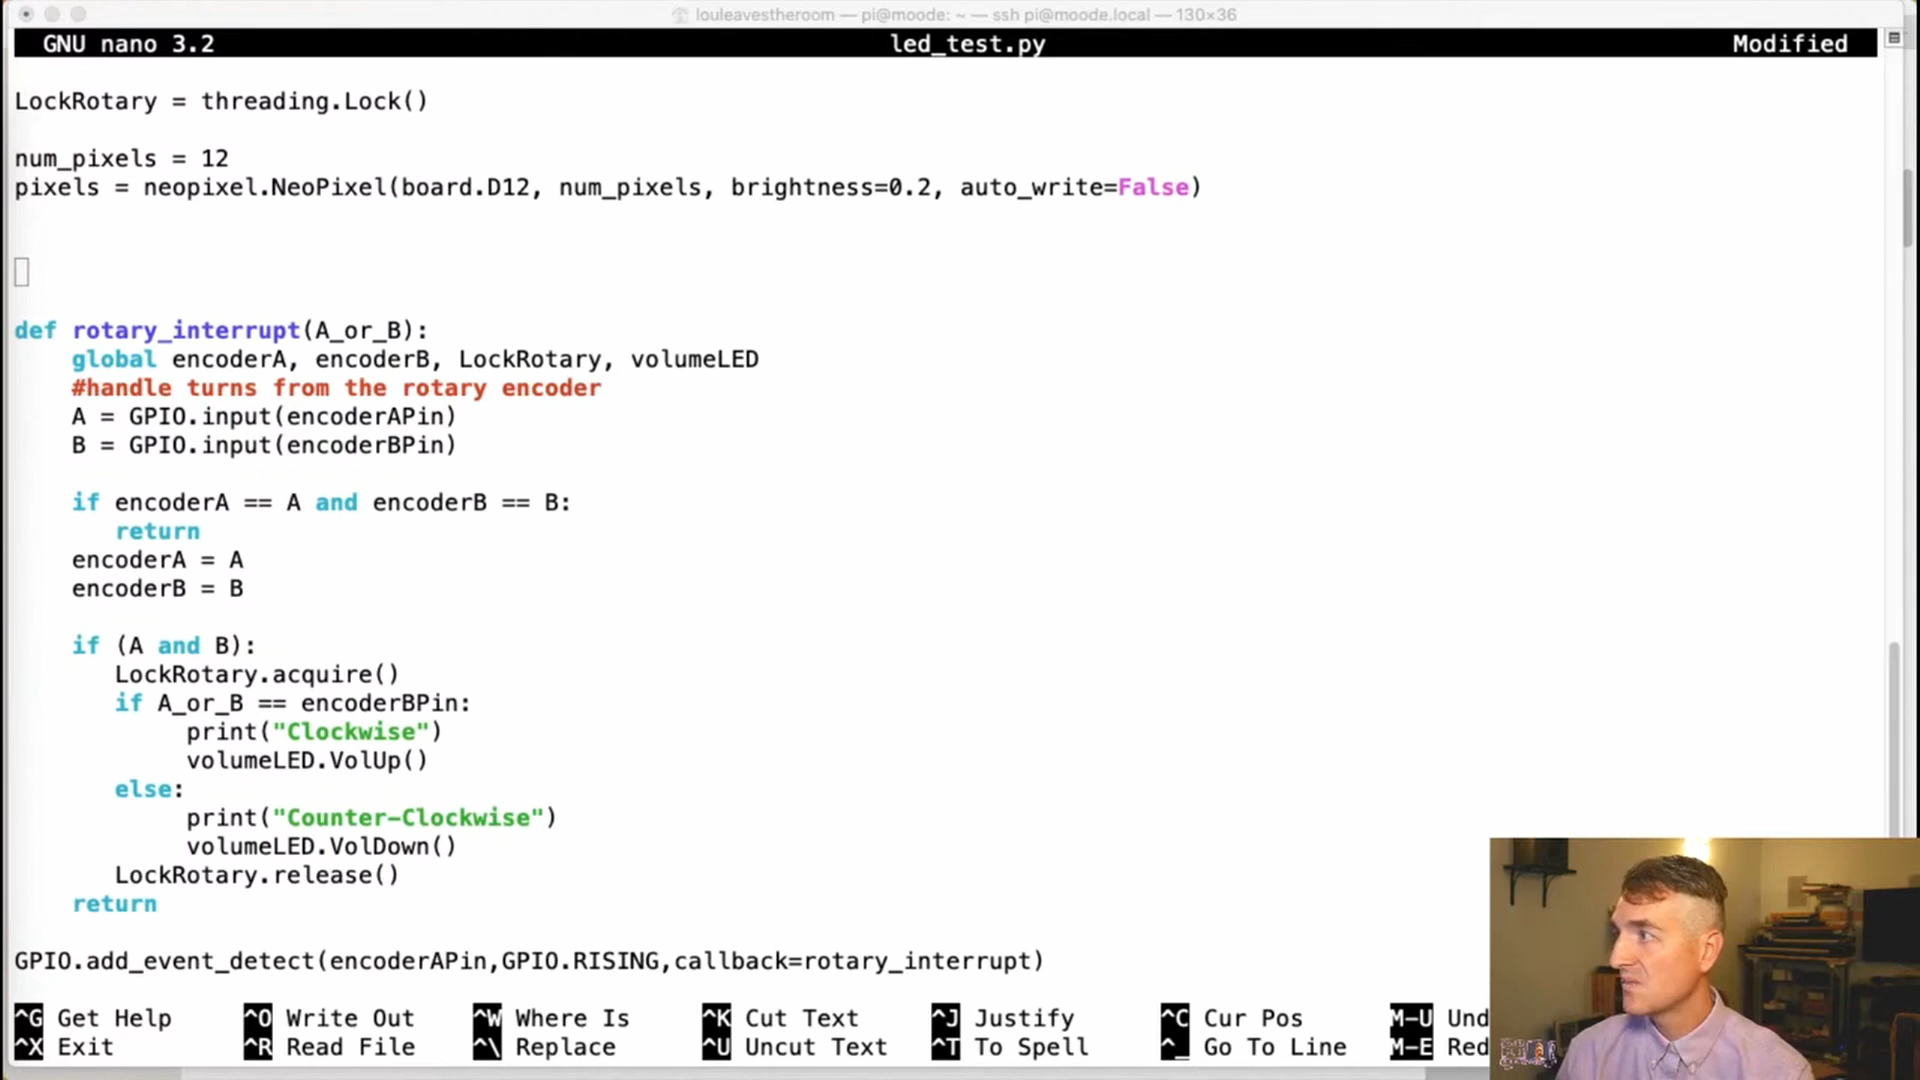 louleavestheroom — pi@moode: ~ — ssh pi@moode.local — 130×36
GNU nano 3.2 led_test.py Modified
LockRotary = threading.Lock()
num_pixels = 12
pixels = neopixel.NeoPixel(board.D12, num_pixels, brightness=0.2, auto_write=False)
def rotary_interrupt(A_or_B):
global encoderA, encoderB, LockRotary, volumeLED
#handle turns from the rotary encoder
A = GPIO.input(encoderAPin)
B = GPIO.input(encoderBPin)
if encoderA == A and encoderB == B:
return
encoderA = A
encoderB = B
if (A and B):
LockRotary.acquire()
if A_or_B == encoderBPin:
print("Clockwise")
volumeLED.VolUp()
else:
print("Counter-Clockwise")
volumeLED.VolDown()
LockRotary.release()
return
GPIO.add_event_detect(encoderAPin,GPIO.RISING,callback=rotary_interrupt)
^G Get Help ^O Write Out ^W Where Is ^K Cut Text ^J Justify ^C Cur Pos M-U Und
^X Exit ^R Read File ^\ Replace ^U Uncut Text ^T To Spell ^_ Go To Line M-E Red